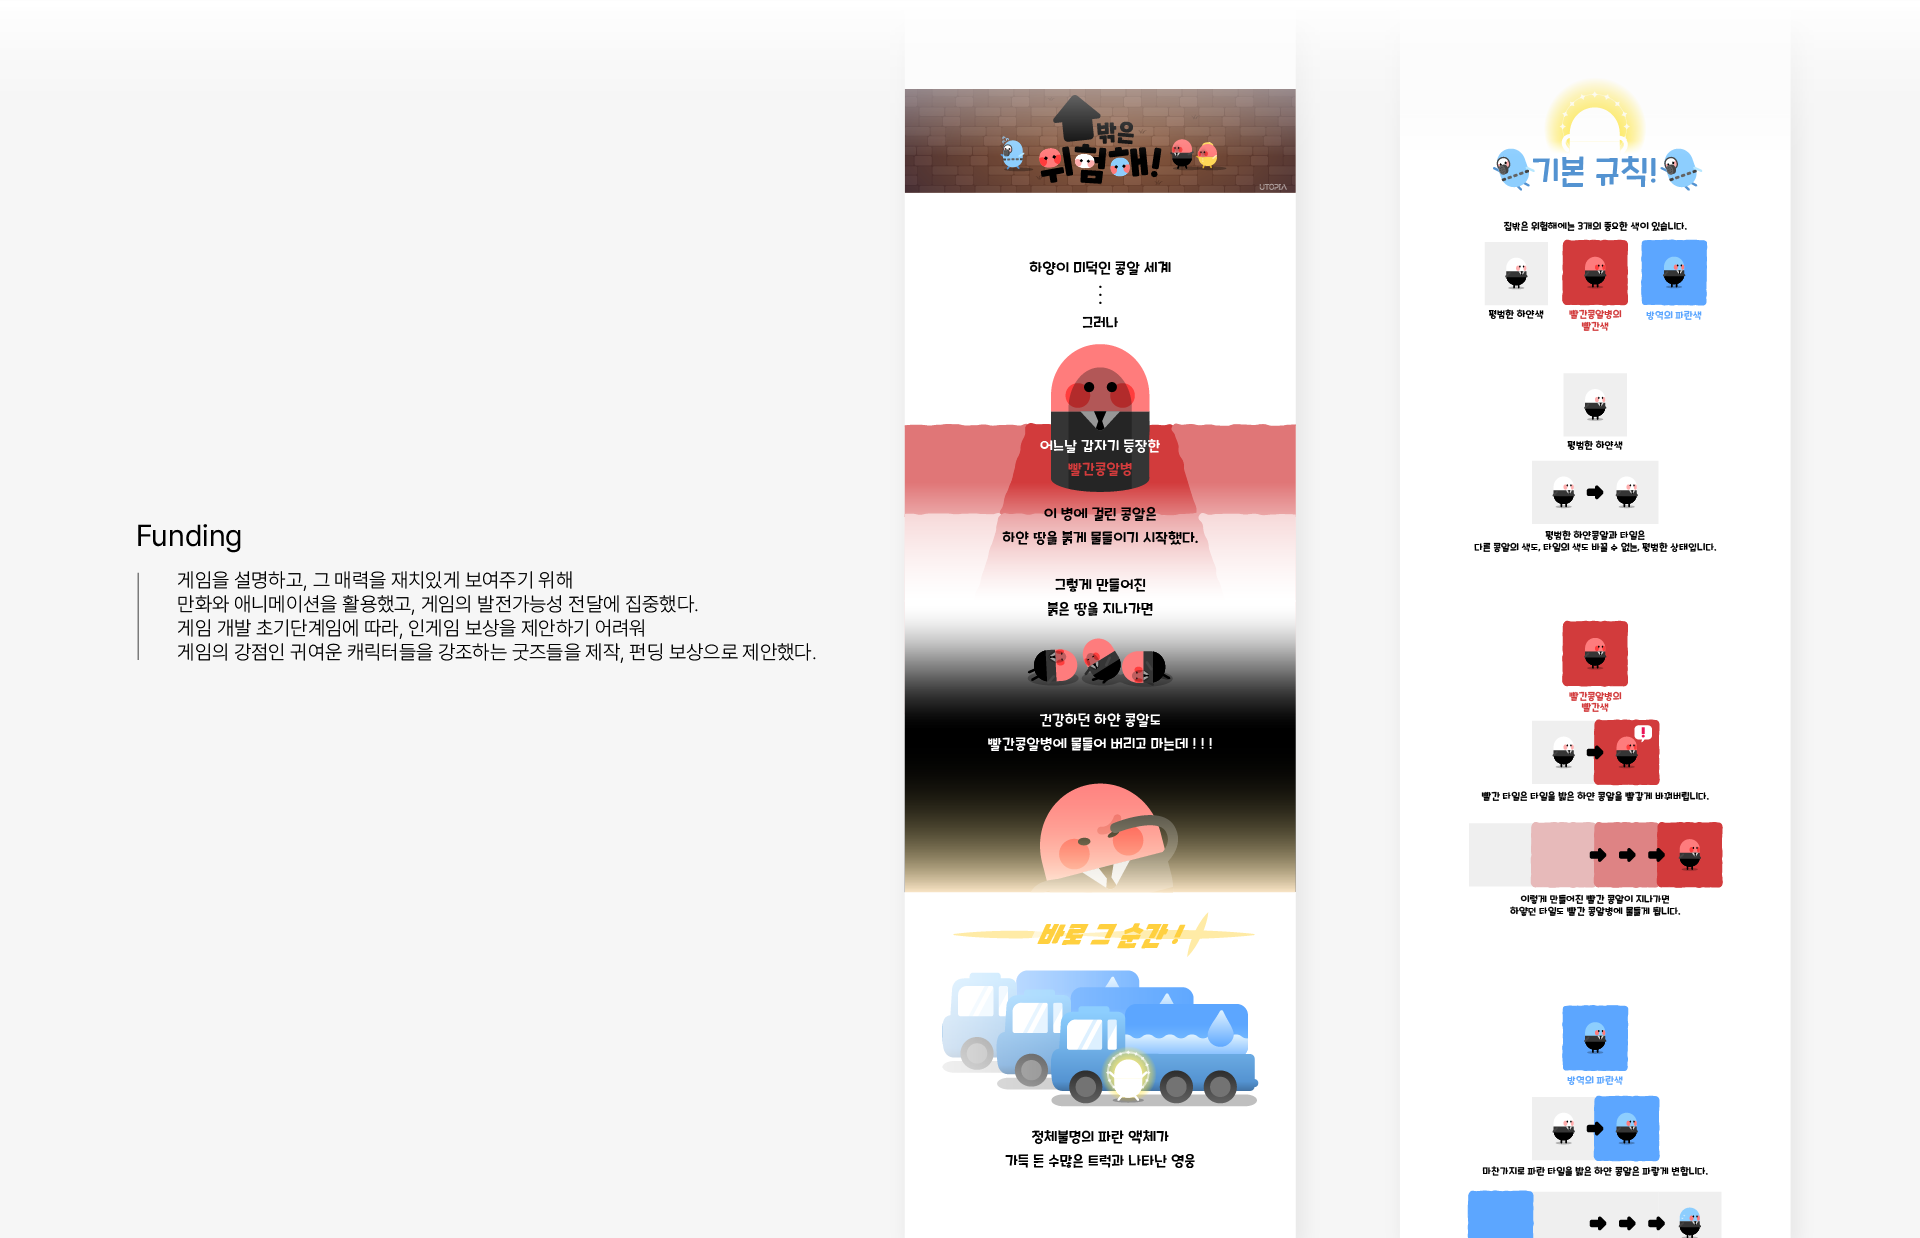 Funding
게임을 설명하고, 그 매력을 재치있게 보여주기 위해
만화와 애니메이션을 활용했고, 게임의 발전가능성 전달에 집중했다.
게임 개발 초기단계임에 따라, 인게임 보상을 제안하기 어려워
게임의 강점인 귀여운 캐릭터들을 강조하는 굿즈들을 제작, 펀딩 보상으로 제안했다.
밖은
위험해!
UTOPIA
하양이 미덕인 콩알 세계
그러나
어느날 갑자기 등장한
빨간콩알병
이 병에 걸린 콩알은
하얀 땅을 붉게 물들이기 시작했다.
그렇게 만들어진
붉은 땅을 지나가면
건강하던 하얀 콩알도
빨간콩알병에 물들어 버리고 마는데 ! ! !
바로 그 순간 !
정체불명의 파란 액체가
가득 든 수많은 트럭과 나타난 영웅
기본 규칙!
집밖은 위험해에는 3개의 중요한 색이 있습니다.
평범한 하얀색
빨간콩알병의
빨간색
방역의 파란색
평범한 하얀색
평범한 하얀콩알과 타일은
다른 콩알의 색도, 타일의 색도 바꿀 수 없는, 평범한 상태입니다.
빨간콩알병의
빨간색
빨간 타일은 타일을 밟은 하얀 콩알을 빨갛게 바꿔버립니다.
이렇게 만들어진 빨간 콩알이 지나가면
하얗던 타일도 빨간 콩알병에 물들게 됩니다.
방역의 파란색
마찬가지로 파란 타일을 밟은 하얀 콩알은 파랗게 변합니다.